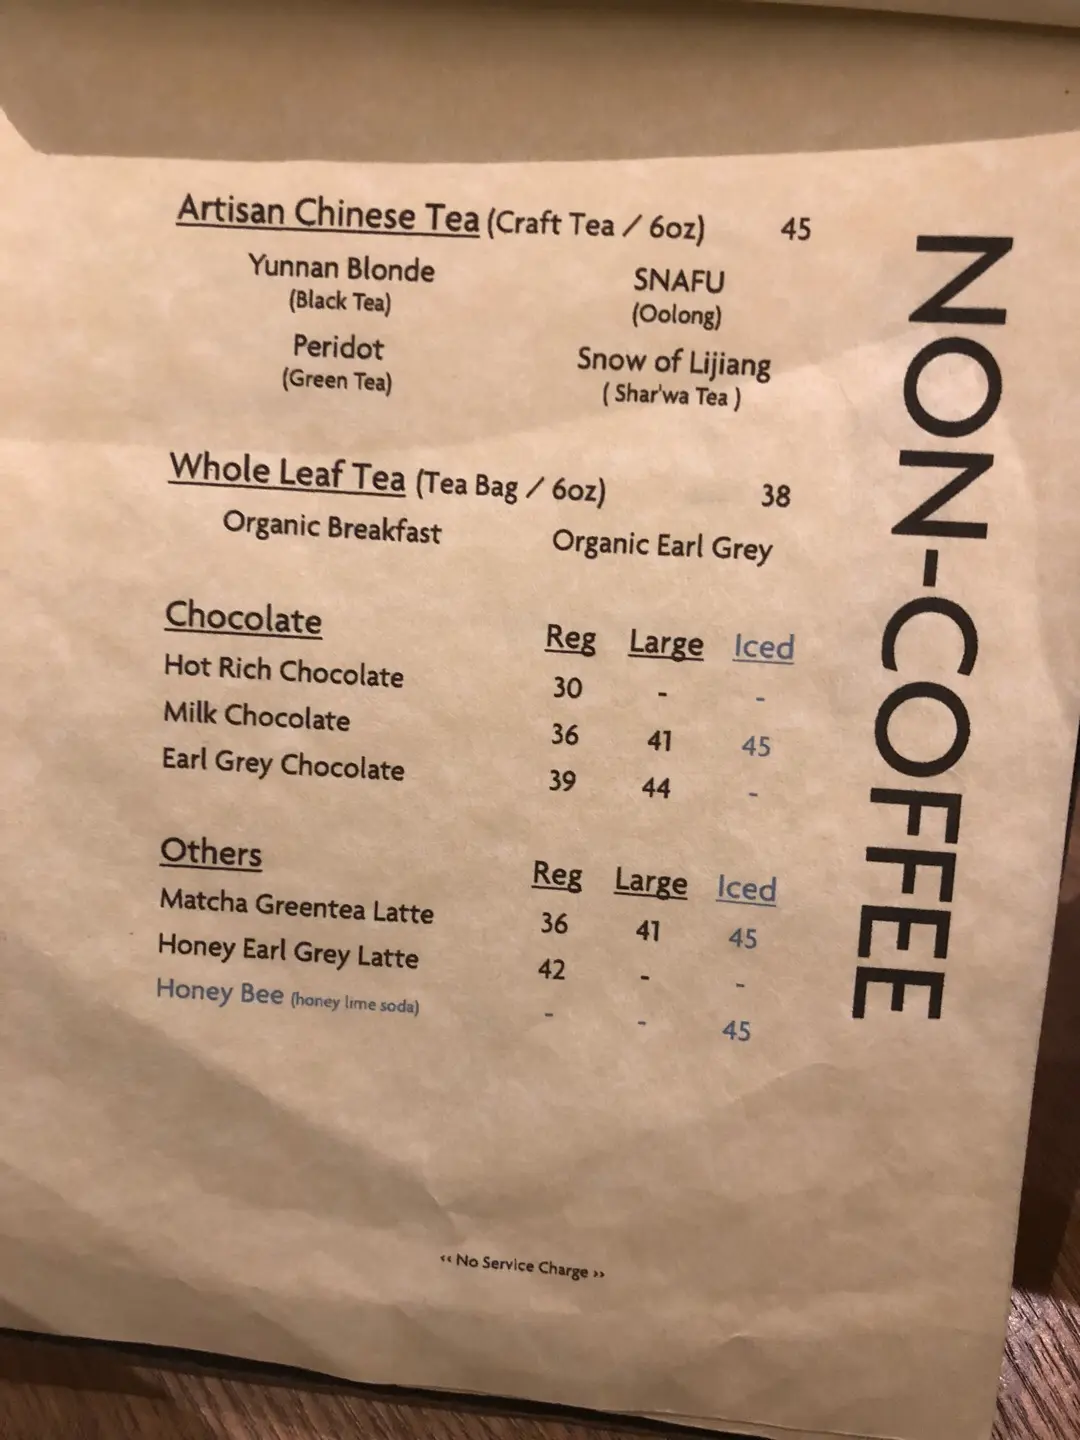 Artisan Chinese Tea (Craft Tea / 6oz) 45
Yunnan Blonde SNAFU
(Black Tea) (Oolong)
Peridot Snow of Lijiang
(Green Tea) ( Shar'wa Tea )
Whole Leaf Tea (Tea Bag / 6oz) 38
Organic Breakfast Organic Earl Grey
Chocolate Reg Large Iced
Hot Rich Chocolate 30 - -
Milk Chocolate 36 41 45
Earl Grey Chocolate 39 44 -
Others Reg Large Iced
Matcha Greentea Latte 36 41 45
Honey Earl Grey Latte 42 - -
Honey Bee (honey lime soda) - - 45
<< No Service Charge >>
NON-COFFEE